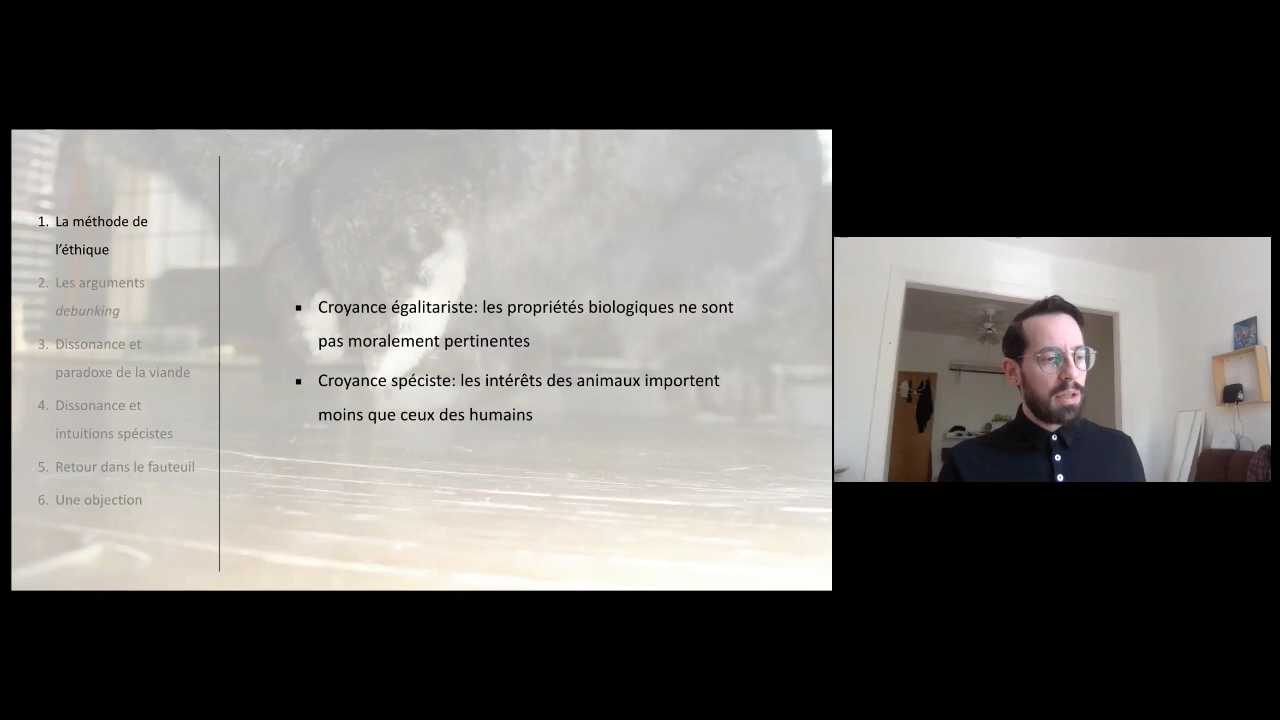 1. La méthode de
l'éthique
2. Les arguments
debunking
3. Dissonance et
paradoxe de la viande
4. Dissonance et
intuitions spécistes
5. Retour dans le fauteuil
6. Une objection
▪ Croyance égalitariste: les propriétés biologiques ne sont
pas moralement pertinentes
▪ Croyance spéciste: les intérêts des animaux importent
moins que ceux des humains